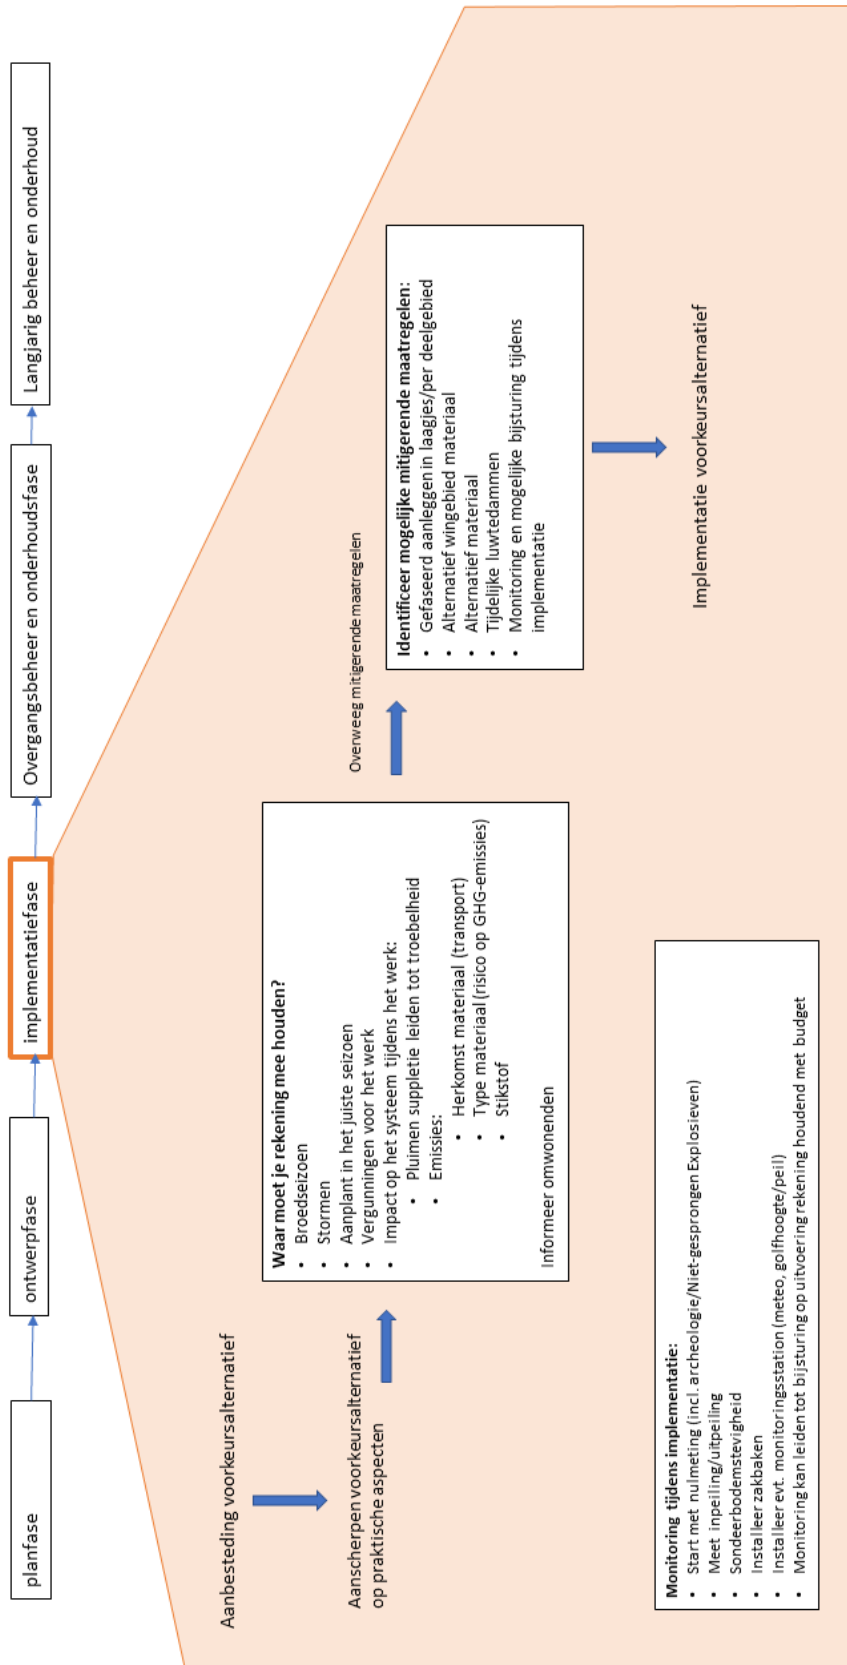 planfase
ontwerpfase
implementatiefase
Overgangsbeheer en onderhoudsfase
Langjarig beheer en onderhoud
Aanbesteding voorkeursalternatief
Aanscherpen voorkeursalternatief
op praktische aspecten
Waar moet je rekening mee houden?
• Broedseizoen
• Stormen
• Aanplant in het juiste seizoen
• Vergunningen voor het werk
• Impact op het systeem tijdens het werk:
• Pluimen suppletie leiden tot troebelheid
• Emissies:
• Herkomst materiaal (transport)
• Type materiaal (risico op GHG-emissies)
• Stikstof
Informeer omwonenden
Overweeg mitigerende maatregelen
Identificeer mogelijke mitigerende maatregelen:
• Gefaseerd aanleggen in laagjes/per deelgebied
• Alternatief wingebied materiaal
• Alternatief materiaal
• Tijdelijke luwtedammen
• Monitoring en mogelijke bijsturing tijdens
implementatie
Implementatie voorkeursalternatief
Monitoring tijdens implementatie:
• Start met nulmeting (incl. archeologie/Niet-gesprongen Explosieven)
• Meet inpeiling/uitpeiling
• Sondeerbodemstevigheid
• Installeer zakbaken
• Installeer evt. monitoringsstation (meteo, golfhoogte/peil)
• Monitoring kan leiden tot bijsturing op uitvoering rekening houdend met budget